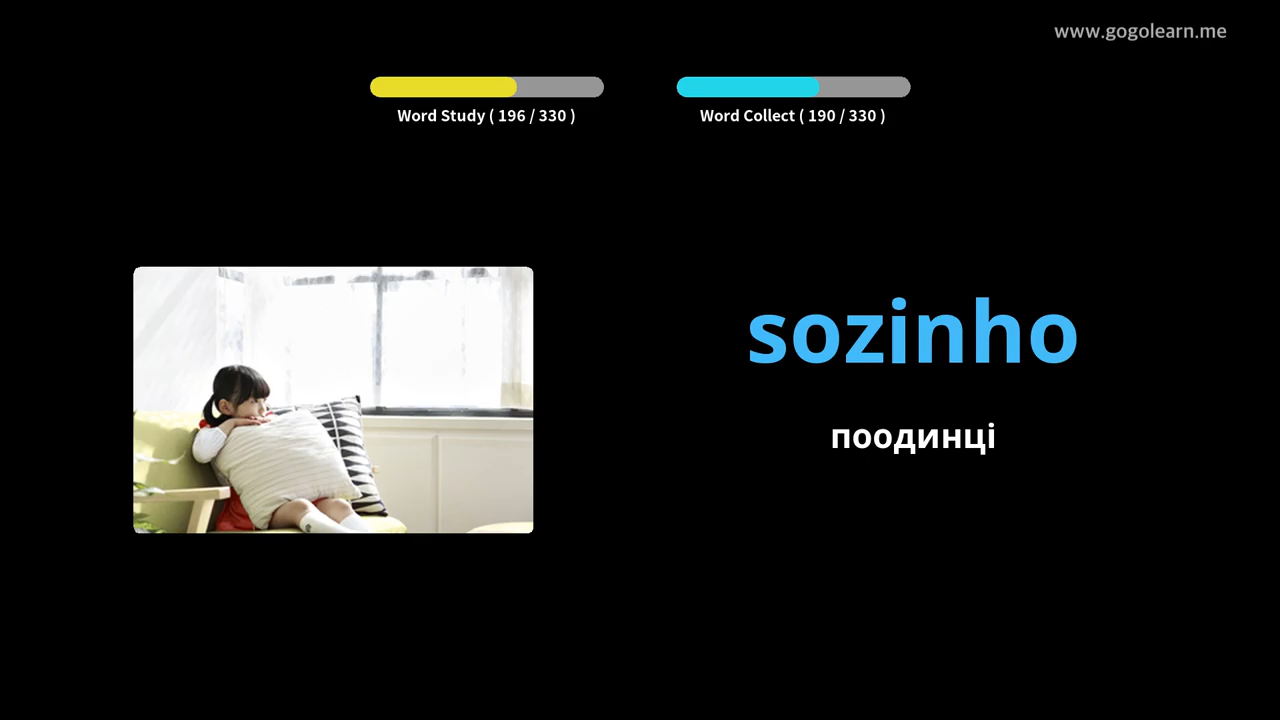 www.gogolearn.me
Word Study ( 196 / 330 )
Word Collect ( 190 / 330 )
sozinho
поодинці